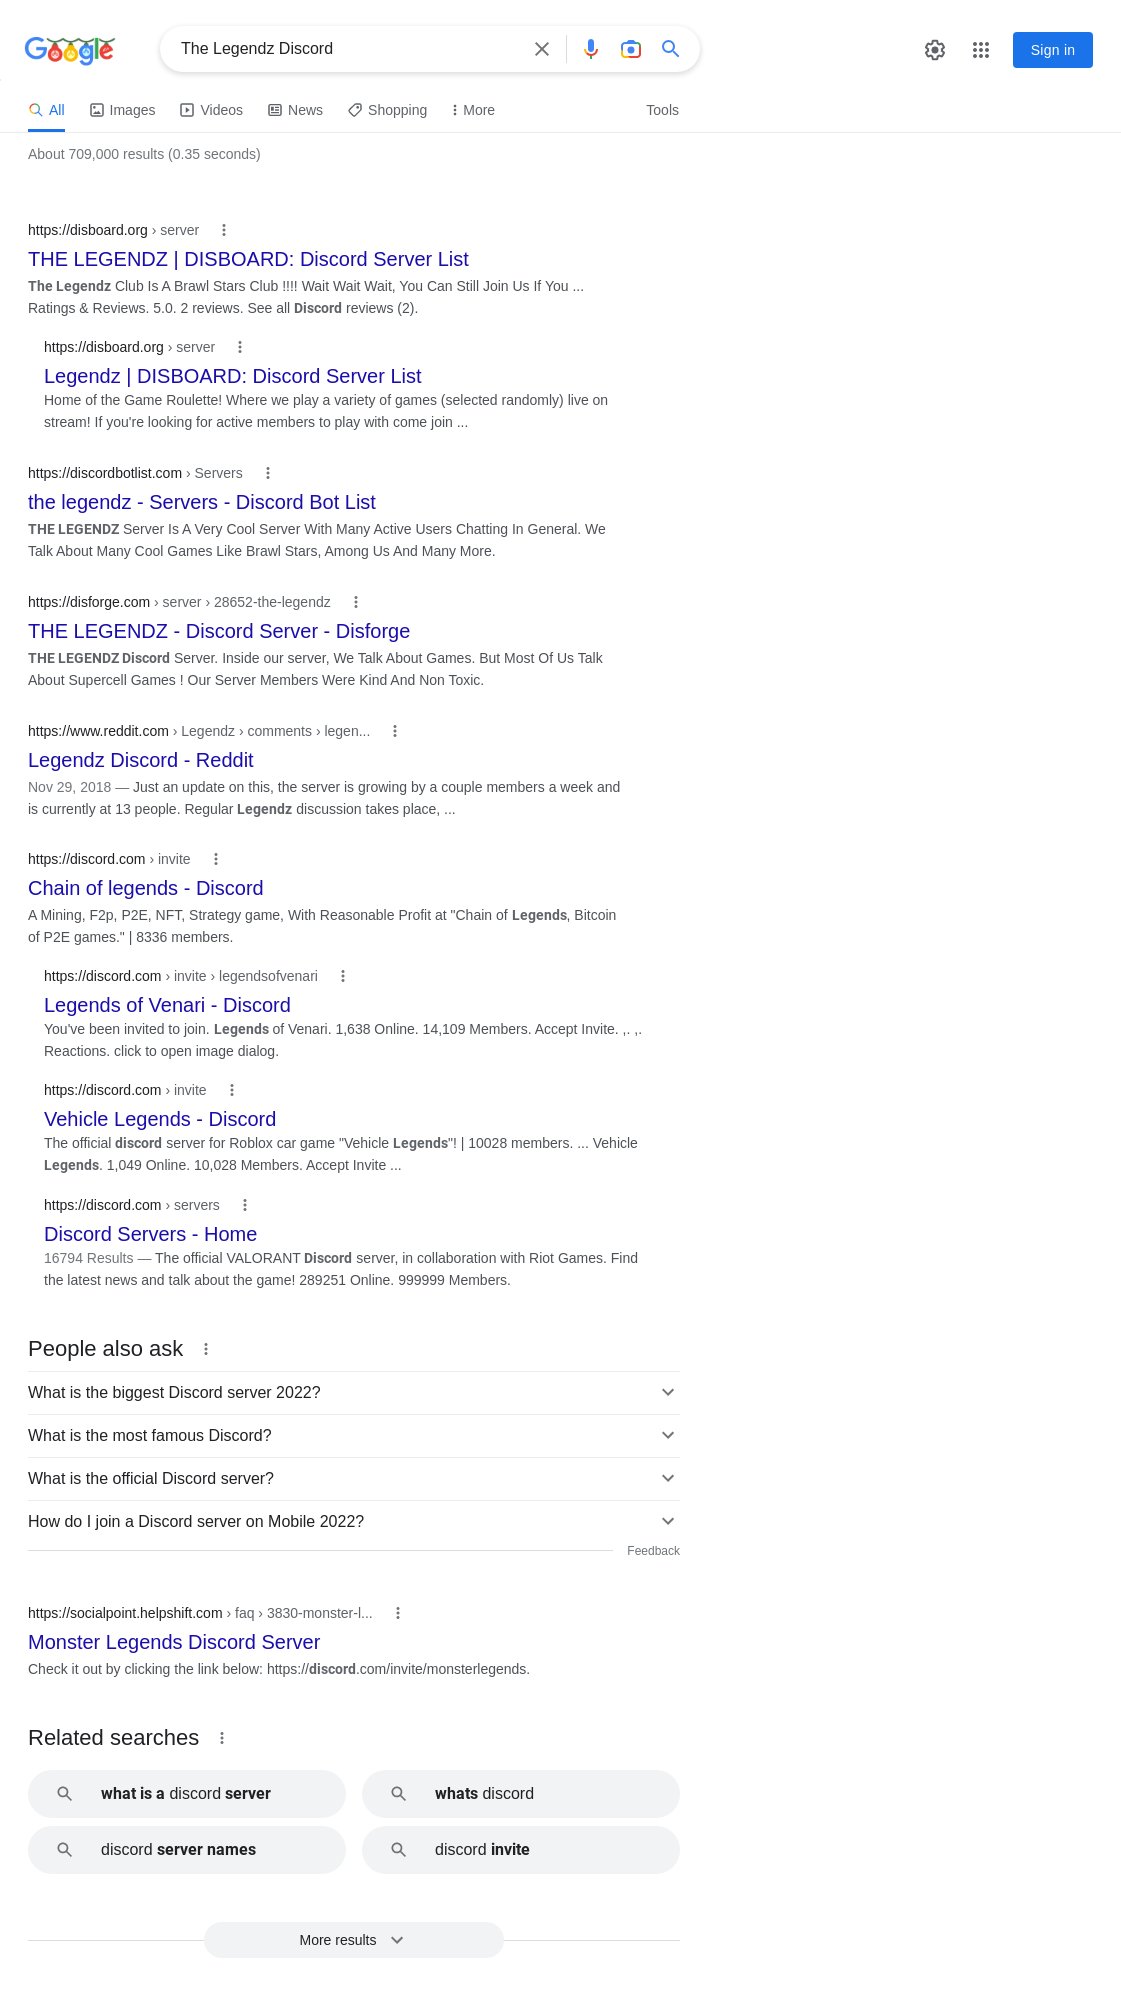 Google
The Legendz Discord
Sign in
All
Images
Videos
News
Shopping
More
Tools
About 709,000 results (0.35 seconds)
https://disboard.org › server
THE LEGENDZ | DISBOARD: Discord Server List
The Legendz Club Is A Brawl Stars Club !!!! Wait Wait Wait, You Can Still Join Us If You ...
Ratings & Reviews. 5.0. 2 reviews. See all Discord reviews (2).
https://disboard.org › server
Legendz | DISBOARD: Discord Server List
Home of the Game Roulette! Where we play a variety of games (selected randomly) live on
stream! If you're looking for active members to play with come join ...
https://discordbotlist.com › Servers
the legendz - Servers - Discord Bot List
THE LEGENDZ Server Is A Very Cool Server With Many Active Users Chatting In General. We
Talk About Many Cool Games Like Brawl Stars, Among Us And Many More.
https://disforge.com › server › 28652-the-legendz
THE LEGENDZ - Discord Server - Disforge
THE LEGENDZ Discord Server. Inside our server, We Talk About Games. But Most Of Us Talk
About Supercell Games ! Our Server Members Were Kind And Non Toxic.
https://www.reddit.com › Legendz › comments › legen...
Legendz Discord - Reddit
Nov 29, 2018 — Just an update on this, the server is growing by a couple members a week and
is currently at 13 people. Regular Legendz discussion takes place, ...
https://discord.com › invite
Chain of legends - Discord
A Mining, F2p, P2E, NFT, Strategy game, With Reasonable Profit at "Chain of Legends, Bitcoin
of P2E games." | 8336 members.
https://discord.com › invite › legendsofvenari
Legends of Venari - Discord
You've been invited to join. Legends of Venari. 1,638 Online. 14,109 Members. Accept Invite. ,. ,.
Reactions. click to open image dialog.
https://discord.com › invite
Vehicle Legends - Discord
The official discord server for Roblox car game "Vehicle Legends"! | 10028 members. ... Vehicle
Legends. 1,049 Online. 10,028 Members. Accept Invite ...
https://discord.com › servers
Discord Servers - Home
16794 Results — The official VALORANT Discord server, in collaboration with Riot Games. Find
the latest news and talk about the game! 289251 Online. 999999 Members.
People also ask
What is the biggest Discord server 2022?
What is the most famous Discord?
What is the official Discord server?
How do I join a Discord server on Mobile 2022?
Feedback
https://socialpoint.helpshift.com › faq › 3830-monster-l...
Monster Legends Discord Server
Check it out by clicking the link below: https://discord.com/invite/monsterlegends.
Related searches
what is a discord server
whats discord
discord server names
discord invite
More results